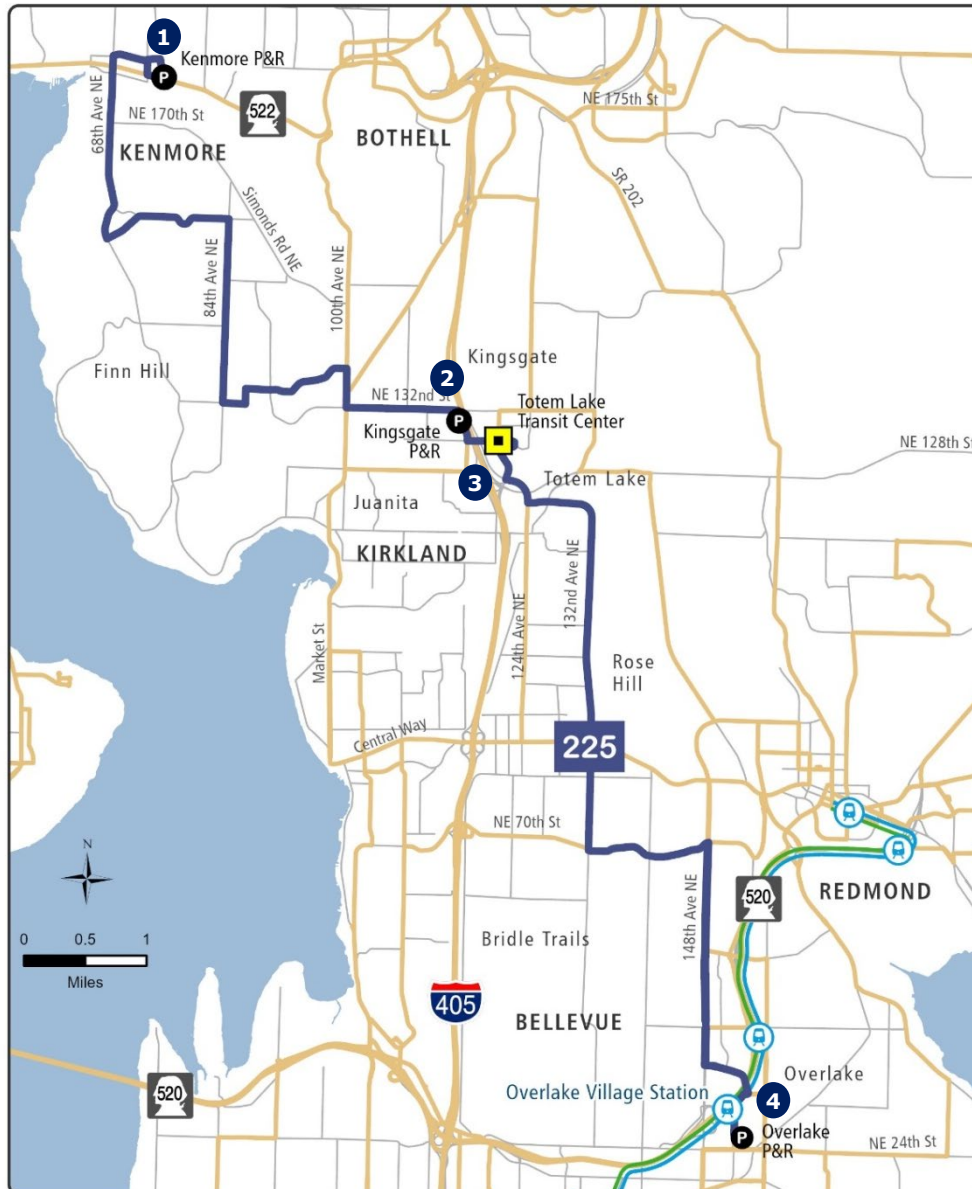 1
Kenmore P&R
P
68th Ave NE
NE 170th St
522
KENMORE
BOTHELL
NE 175th St
SR 202
Simonds Rd NE
84th Ave NE
100th Ave NE
Finn Hill
Kingsgate
2
NE 132nd St
P
Kingsgate
P&R
Totem Lake
Transit Center
NE 128th St
3
Totem Lake
Juanita
KIRKLAND
132nd Ave NE
124th Ave NE
Market St
Rose
Hill
Central Way
225
NE 70th St
N
0 0.5 1
Miles
520
REDMOND
148th Ave NE
Bridle Trails
405
BELLEVUE
520
Overlake
Overlake Village Station
4
P
Overlake
P&R
NE 24th St